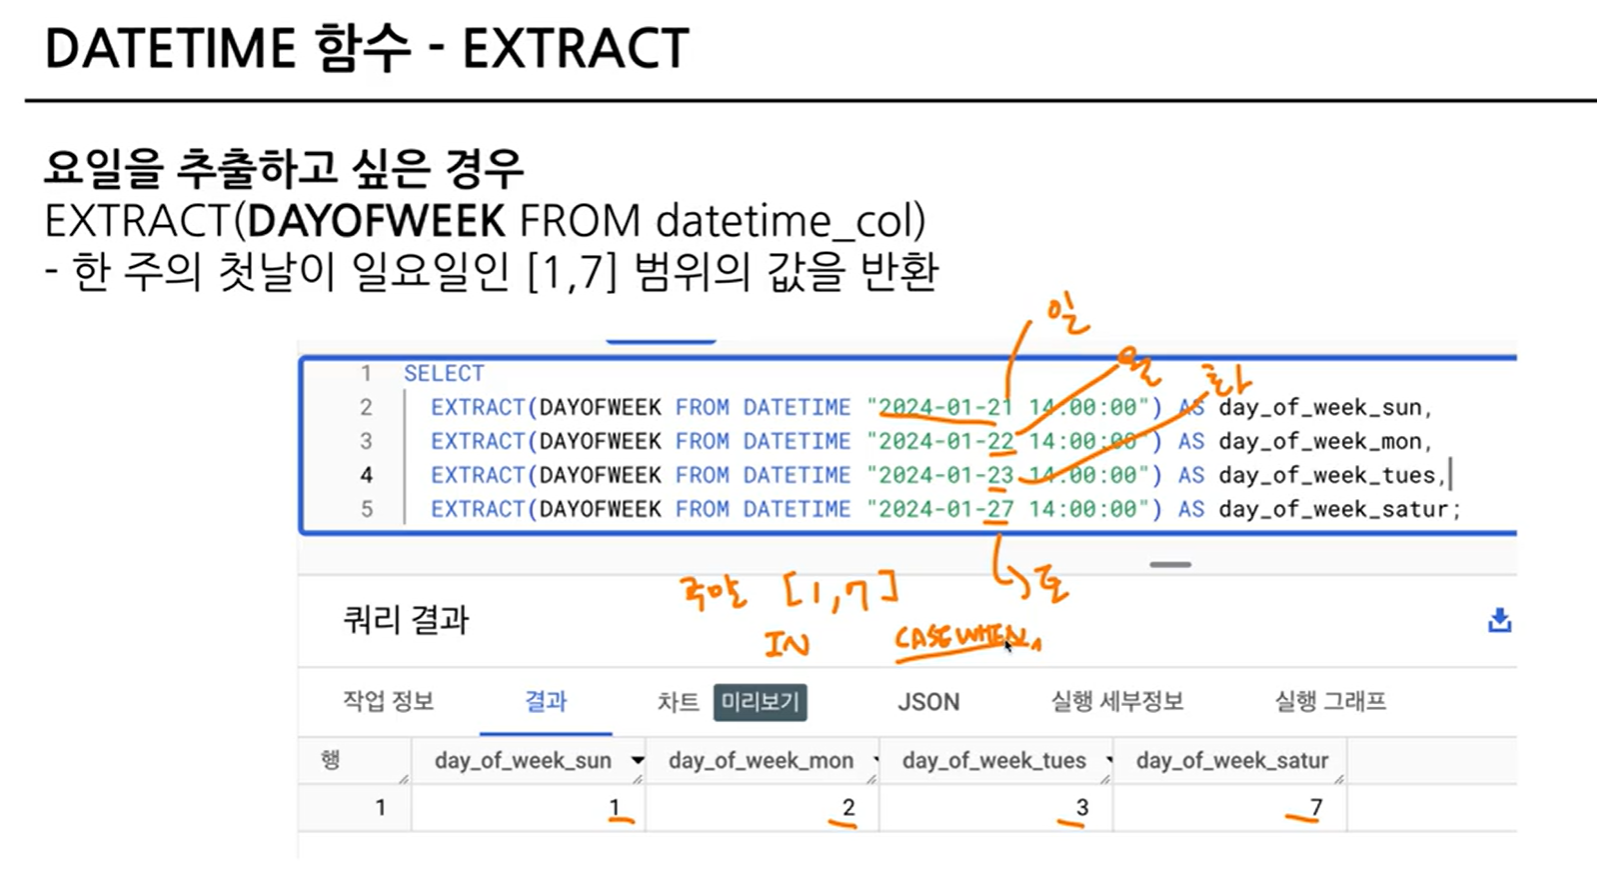 DATETIME 함수 - EXTRACT
요일을 추출하고 싶은 경우
EXTRACT(DAYOFWEEK FROM datetime_col)
- 한 주의 첫날이 일요일인 [1,7] 범위의 값을 반환
일
월
화
1 SELECT
2 EXTRACT(DAYOFWEEK FROM DATETIME "2024-01-21 14:00:00") AS day_of_week_sun,
3 EXTRACT(DAYOFWEEK FROM DATETIME "2024-01-22 14:00:00") AS day_of_week_mon,
4 EXTRACT(DAYOFWEEK FROM DATETIME "2024-01-23 14:00:00") AS day_of_week_tues,
5 EXTRACT(DAYOFWEEK FROM DATETIME "2024-01-27 14:00:00") AS day_of_week_satur;
주말 [1,7] 토
쿼리 결과
IN CASE WHEN
작업 정보 결과 차트 미리보기 JSON 실행 세부정보 실행 그래프
행 day_of_week_sun day_of_week_mon day_of_week_tues day_of_week_satur
1 1 2 3 7